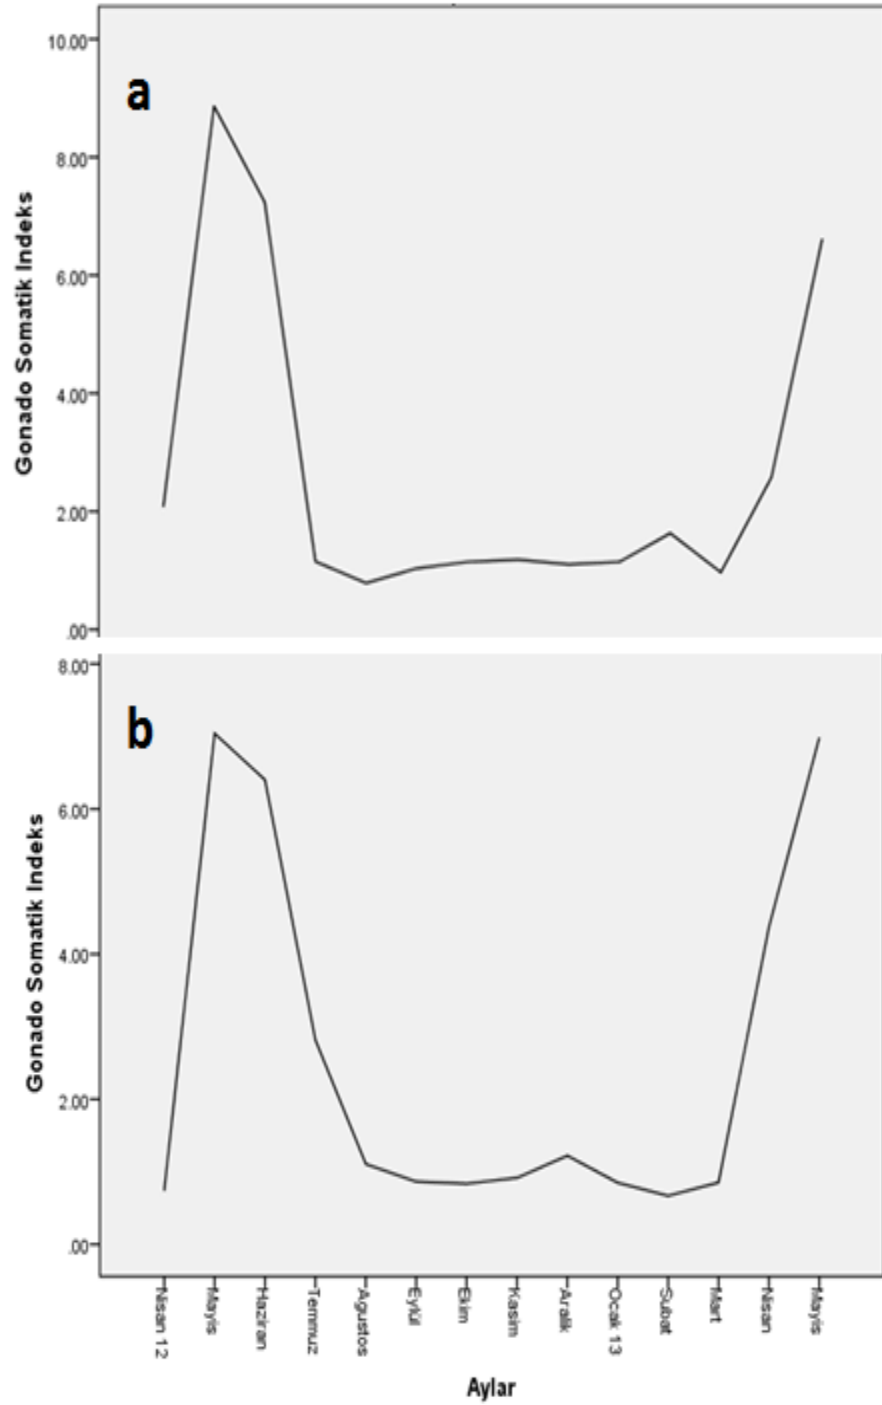 a
Gonado Somatik Indeks
10.00
8.00
6.00
4.00
2.00
.00
b
Gonado Somatik Indeks
8.00
6.00
4.00
2.00
.00
Nisan 12
Mayis
Haziran
Temmuz
Agustos
Eylül
Ekim
Kasim
Aralik
Ocak 13
Subat
Mart
Nisan
Mayis
Aylar